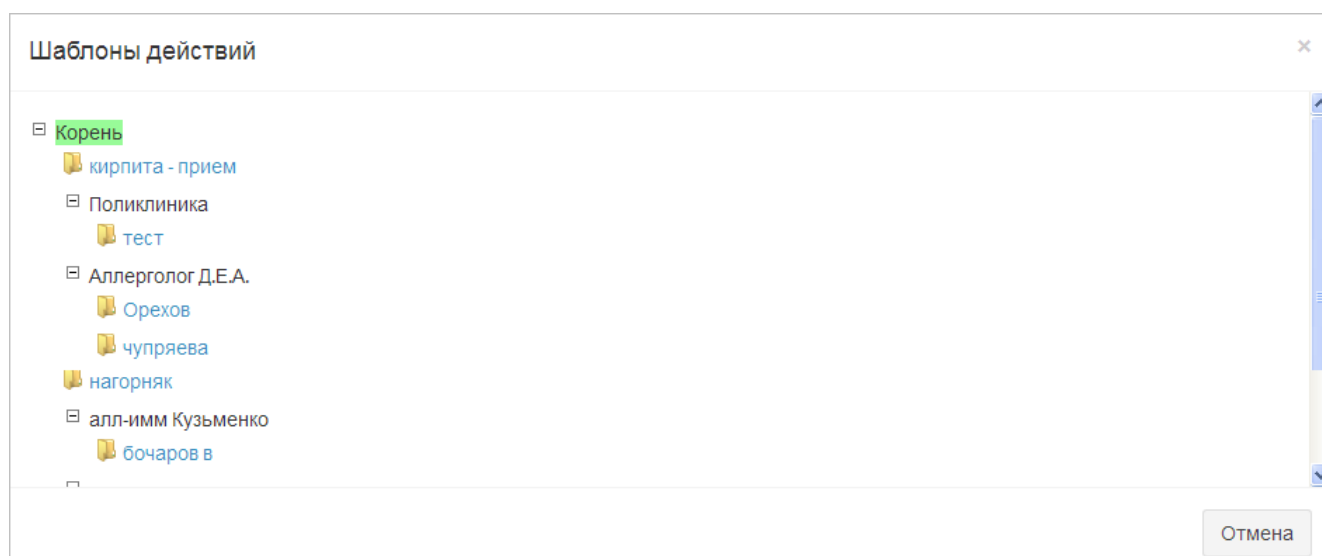 Шаблоны действий
Корень
кирпита - прием
Поликлиника
тест
Аллерголог Д.Е.А.
Орехов
чупряева
нагорняк
алл-имм Кузьменко
бочаров в
Отмена